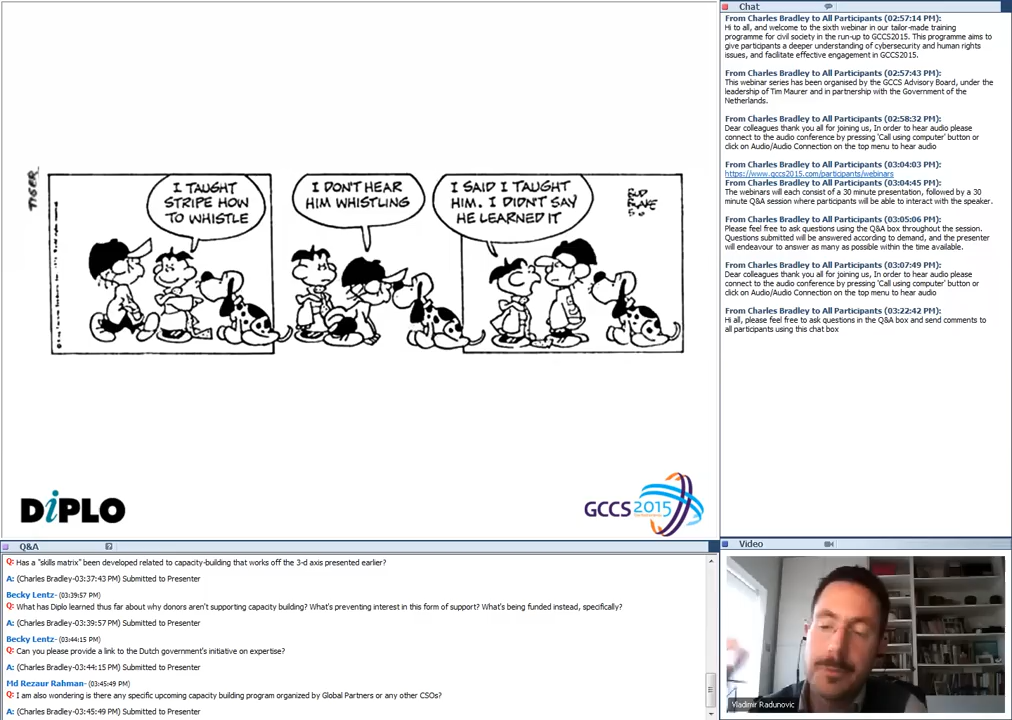 TIGER
I TAUGHT
STRIPE HOW
TO WHISTLE
I DON'T HEAR
HIM WHISTLING
I SAID I TAUGHT
HIM. I DIDN'T SAY
HE LEARNED IT
BUD
BLAKE
DiPLO
GCCS2015
Chat
From Charles Bradley to All Participants (02:57:14 PM):
Hi to all, and welcome to the sixth webinar in our tailor-made training
programme for civil society in the run-up to GCCS2015. This programme aims to
give participants a deeper understanding of cybersecurity and human rights
issues, and facilitate effective engagement in GCCS2015.
From Charles Bradley to All Participants (02:57:43 PM):
This webinar series has been organised by the GCCS Advisory Board, under the
leadership of Tim Maurer and in partnership with the Government of the
Netherlands.
From Charles Bradley to All Participants (02:58:32 PM):
Dear colleagues thank you all for joining us, In order to hear audio please
connect to the audio conference by pressing 'Call using computer' button or
click on Audio/Audio Connection on the top menu to hear audio
From Charles Bradley to All Participants (03:04:03 PM):
https://www.gccs2015.com/participants/webinars
From Charles Bradley to All Participants (03:04:45 PM):
The webinars will each consist of a 30 minute presentation, followed by a 30
minute Q&A session where participants will be able to interact with the speaker.
From Charles Bradley to All Participants (03:05:06 PM):
Please feel free to ask questions using the Q&A box throughout the session.
Questions submitted will be answered according to demand, and the presenter
will endeavour to answer as many as possible within the time available.
From Charles Bradley to All Participants (03:07:49 PM):
Dear colleagues thank you all for joining us, In order to hear audio please
connect to the audio conference by pressing 'Call using computer' button or
click on Audio/Audio Connection on the top menu to hear audio
From Charles Bradley to All Participants (03:22:42 PM):
Hi all, please feel free to ask questions in the Q&A box and send comments to
all participants using this chat box
Q&A
Q: Has a "skills matrix" been developed related to capacity-building that works off the 3-d axis presented earlier?
A: (Charles Bradley-03:37:43 PM) Submitted to Presenter
Becky Lentz- (03:39:57 PM)
Q: What has Diplo learned thus far about why donors aren't supporting capacity building? What's preventing interest in this form of support? What's being funded instead, specifically?
A: (Charles Bradley-03:39:57 PM) Submitted to Presenter
Becky Lentz- (03:44:15 PM)
Q: Can you please provide a link to the Dutch government's initiative on expertise?
A: (Charles Bradley-03:44:15 PM) Submitted to Presenter
Md Rezaur Rahman- (03:45:49 PM)
Q: I am also wondering is there any specific upcoming capacity building program organized by Global Partners or any other CSOs?
A: (Charles Bradley-03:45:49 PM) Submitted to Presenter
Video
Vladimir Radunovic